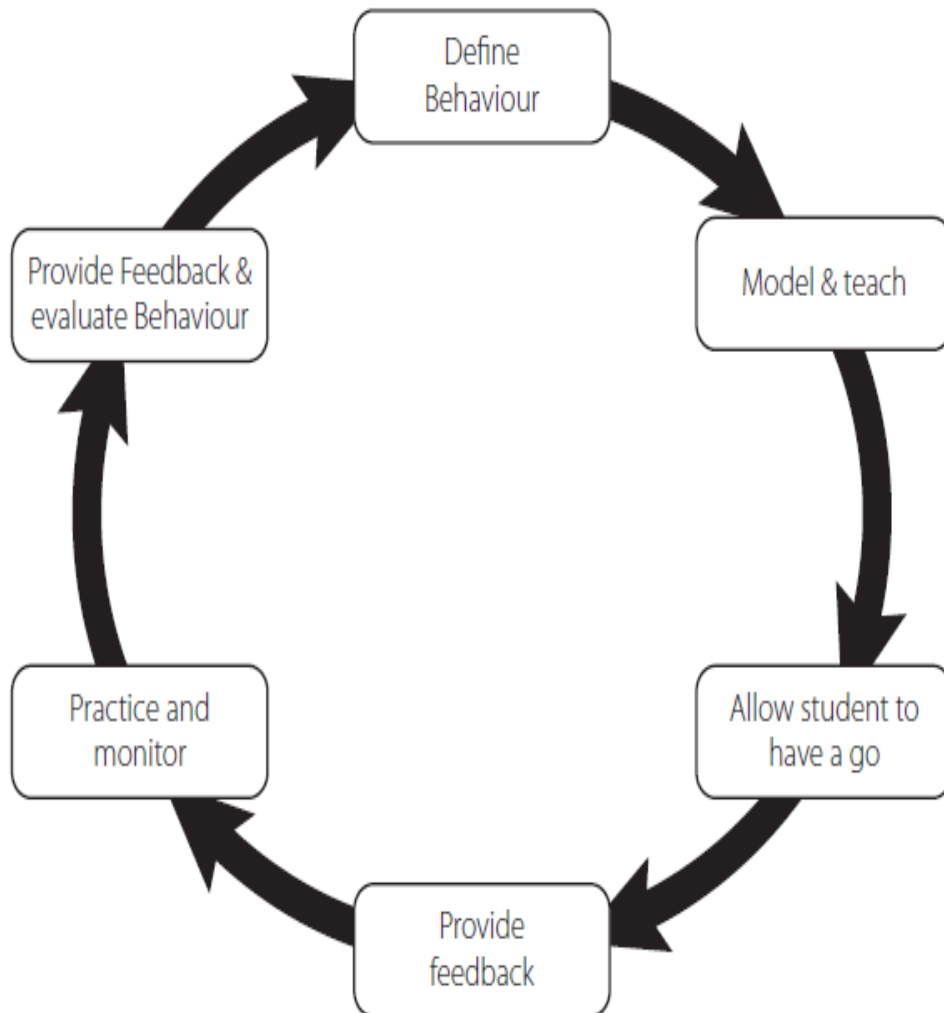 Define
Behaviour
Model & teach
Allow student to
have a go
Provide
feedback
Practice and
monitor
Provide Feedback &
evaluate Behaviour